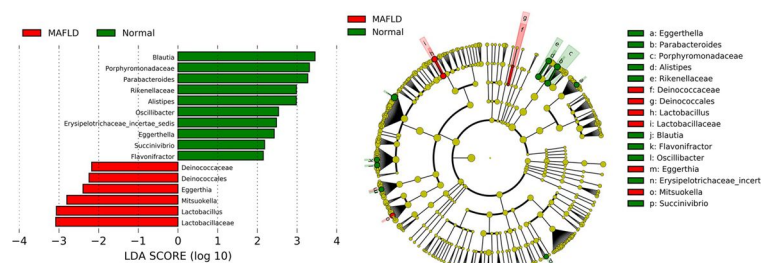 MAFLD
Normal
Blautia
Porphyromonadaceae
Parabacteroides
Rikenellaceae
Alistipes
Oscillibacter
Erysipelotrichaceae_incertae_sedis
Eggerthella
Succinivibrio
Flavonifractor
Deinococcaceae
Deinococcales
Eggerthia
Mitsuokella
Lactobacillus
Lactobacillaceae
−4 −3 −2 −1 0 1 2 3 4
LDA SCORE (log 10)
MAFLD
Normal
g
f
e
c
a: Eggerthella
b: Parabacteroides
c: Porphyromonadaceae
d: Alistipes
e: Rikenellaceae
f: Deinococcaceae
g: Deinococcales
h: Lactobacillus
i: Lactobacillaceae
j: Blautia
k: Flavonifractor
l: Oscillibacter
m: Eggerthia
n: Erysipelotrichaceae_incert
o: Mitsuokella
p: Succinivibrio